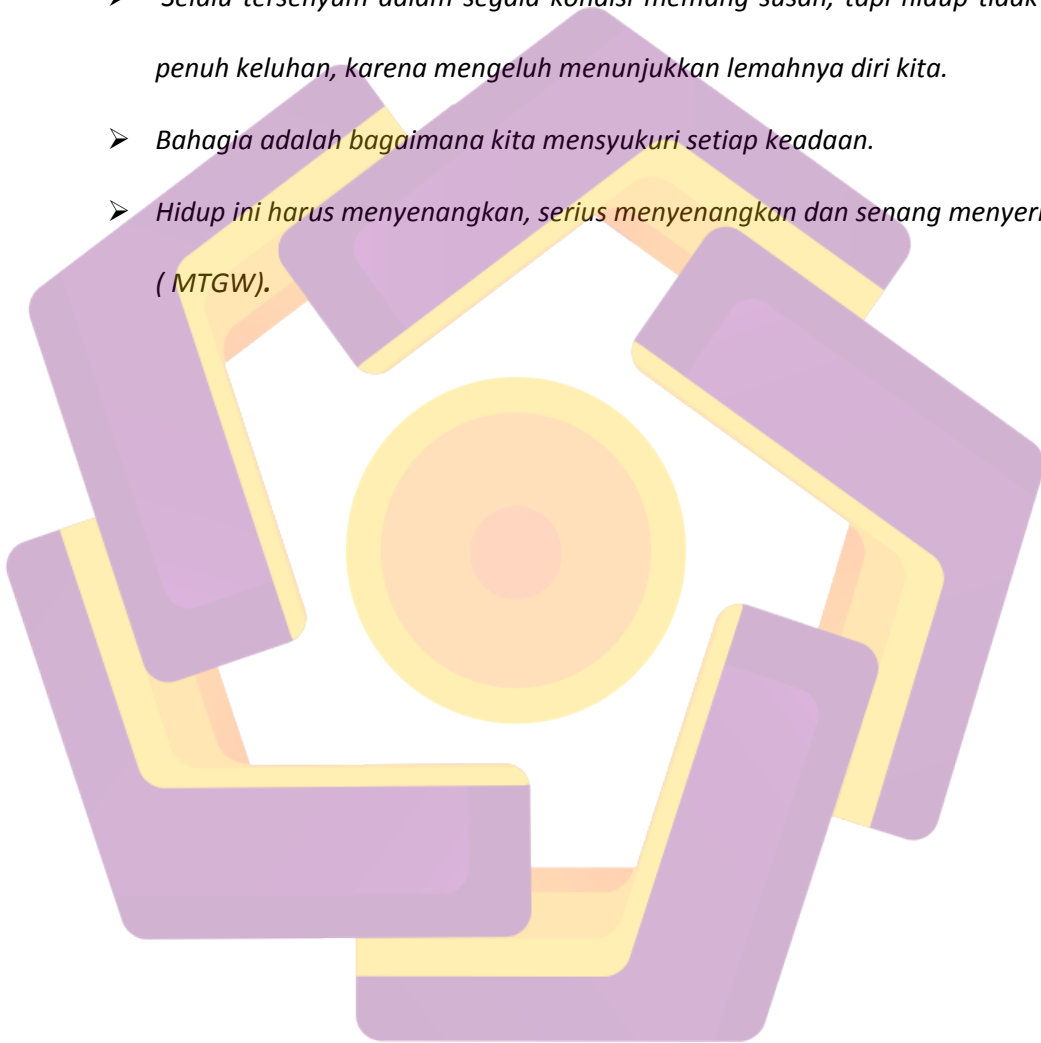 ➢ Selalu tersenyum dalam segala kondisi memang susah, tapi hidup tidak
penuh keluhan, karena mengeluh menunjukkan lemahnya diri kita.
➢ Bahagia adalah bagaimana kita mensyukuri setiap keadaan.
➢ Hidup ini harus menyenangkan, serius menyenangkan dan senang
( MTGW).